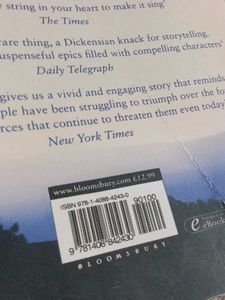 string in your heart to make it sing'
The Times
rare thing, a Dickensian knack for storytelling,
uspenseful epics filled with compelling characters'
Daily Telegraph
gives us a vivid and engaging story that reminds
ple have been struggling to triumph over the fo
rces that continue to threaten them even today'
New York Times
www.bloomsbury.com £12.99
ISBN 978-1-4088-4243-0
90100
9 781408 842430
BLOOMSBURY
eBook